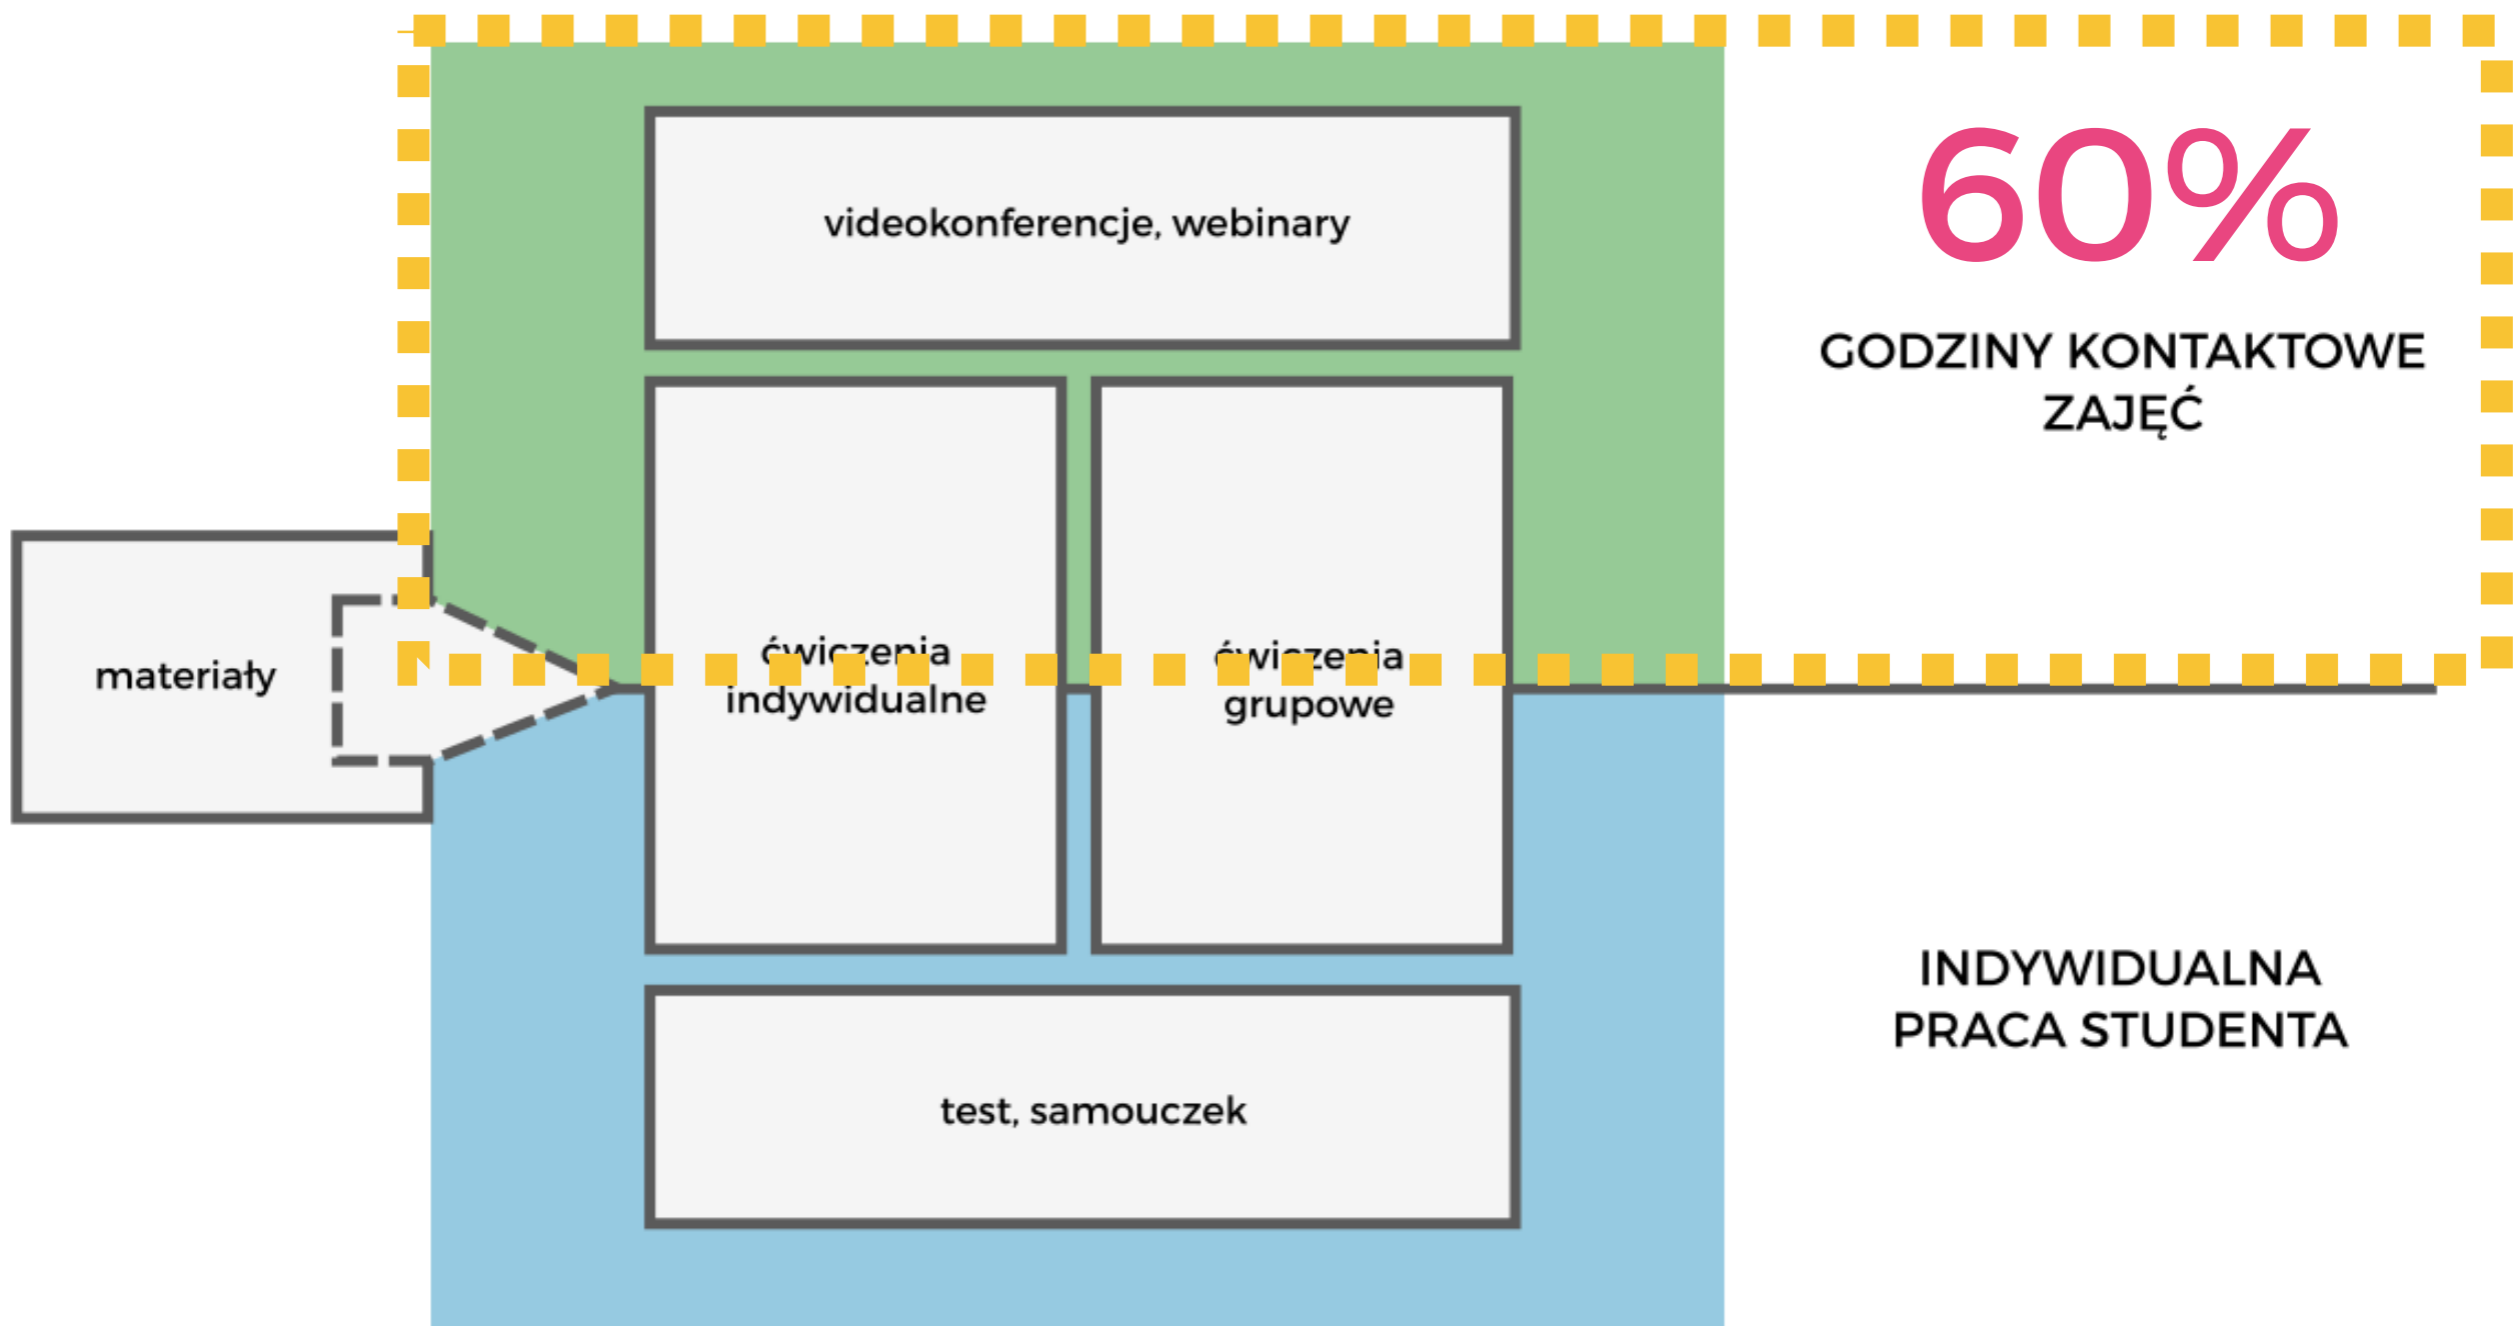 videokonferencje, webinary
60%
GODZINY KONTAKTOWE
ZAJĘĆ
materiały
ćwiczenia
indywidualne
ćwiczenia
grupowe
INDYWIDUALNA
PRACA STUDENTA
test, samouczek